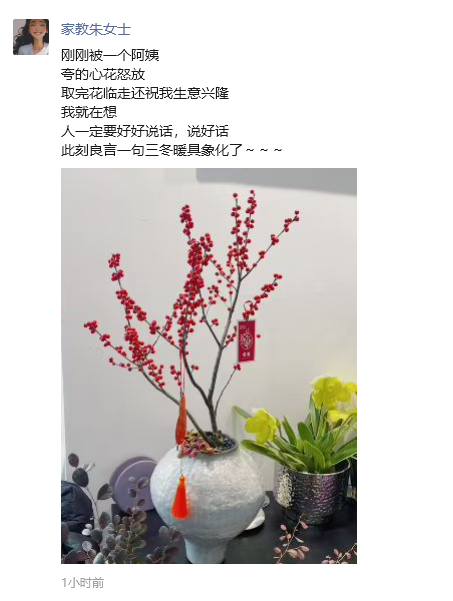 家教朱女士
刚刚被一个阿姨
夸的心花怒放
取完花临走还祝我生意兴隆
我就在想
人一定要好好说话，说好话
此刻良言一句三冬暖具象化了～～～
1小时前